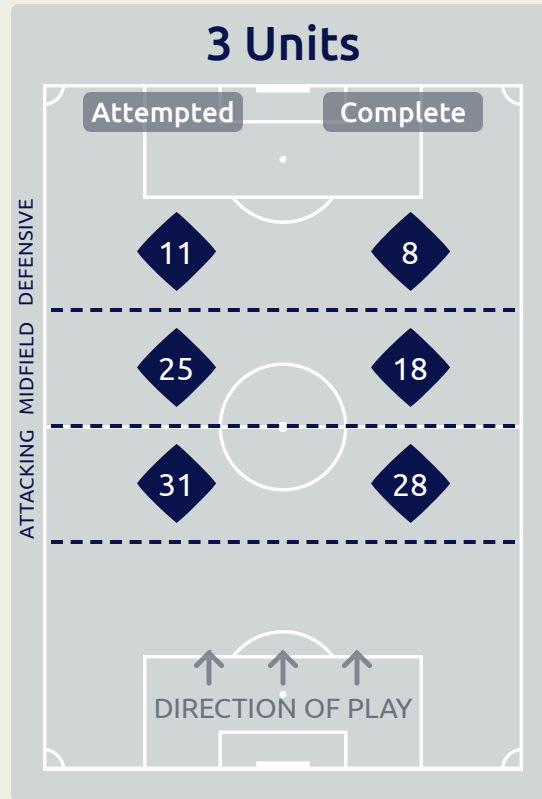 3 Units
Attempted Complete
DEFENSIVE
11 8
MIDFIELD
25 18
ATTACKING
31 28
DIRECTION OF PLAY